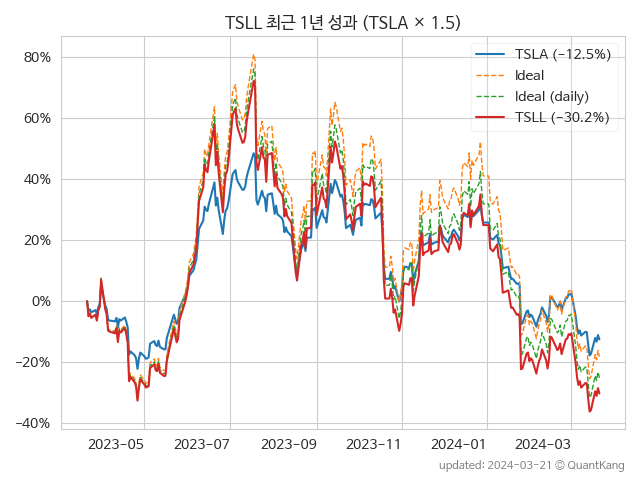 TSLL 최근 1년 성과 (TSLA × 1.5)
80%
60%
40%
20%
0%
−20%
−40%
TSLA (−12.5%)
Ideal
Ideal (daily)
TSLL (−30.2%)
2023−05
2023−07
2023−09
2023−11
2024−01
2024−03
updated: 2024−03−21 © QuantKang